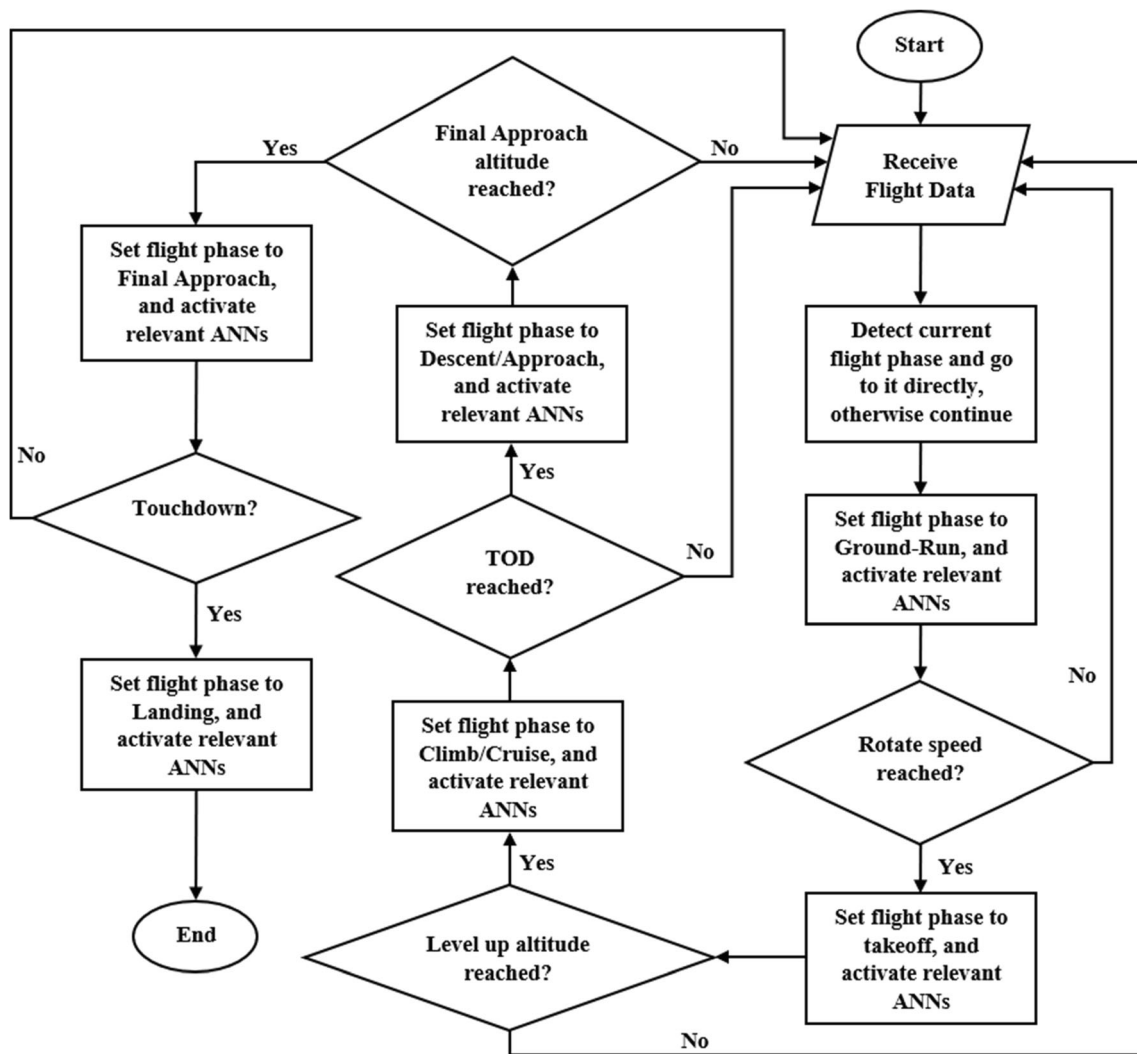 Start
Receive
Flight Data
Detect current
flight phase and go
to it directly,
otherwise continue
Set flight phase to
Ground-Run, and
activate relevant
ANNs
No
Rotate speed
reached?
Yes
Set flight phase to
takeoff, and
activate relevant
ANNs
Level up altitude
reached?
No
Yes
Set flight phase to
Climb/Cruise, and
activate relevant
ANNs
TOD
reached?
No
Yes
Set flight phase to
Descent/Approach,
and activate
relevant ANNs
Final Approach
altitude
reached?
No
Yes
Set flight phase to
Final Approach,
and activate
relevant ANNs
Touchdown?
No
Yes
Set flight phase to
Landing, and
activate relevant
ANNs
End